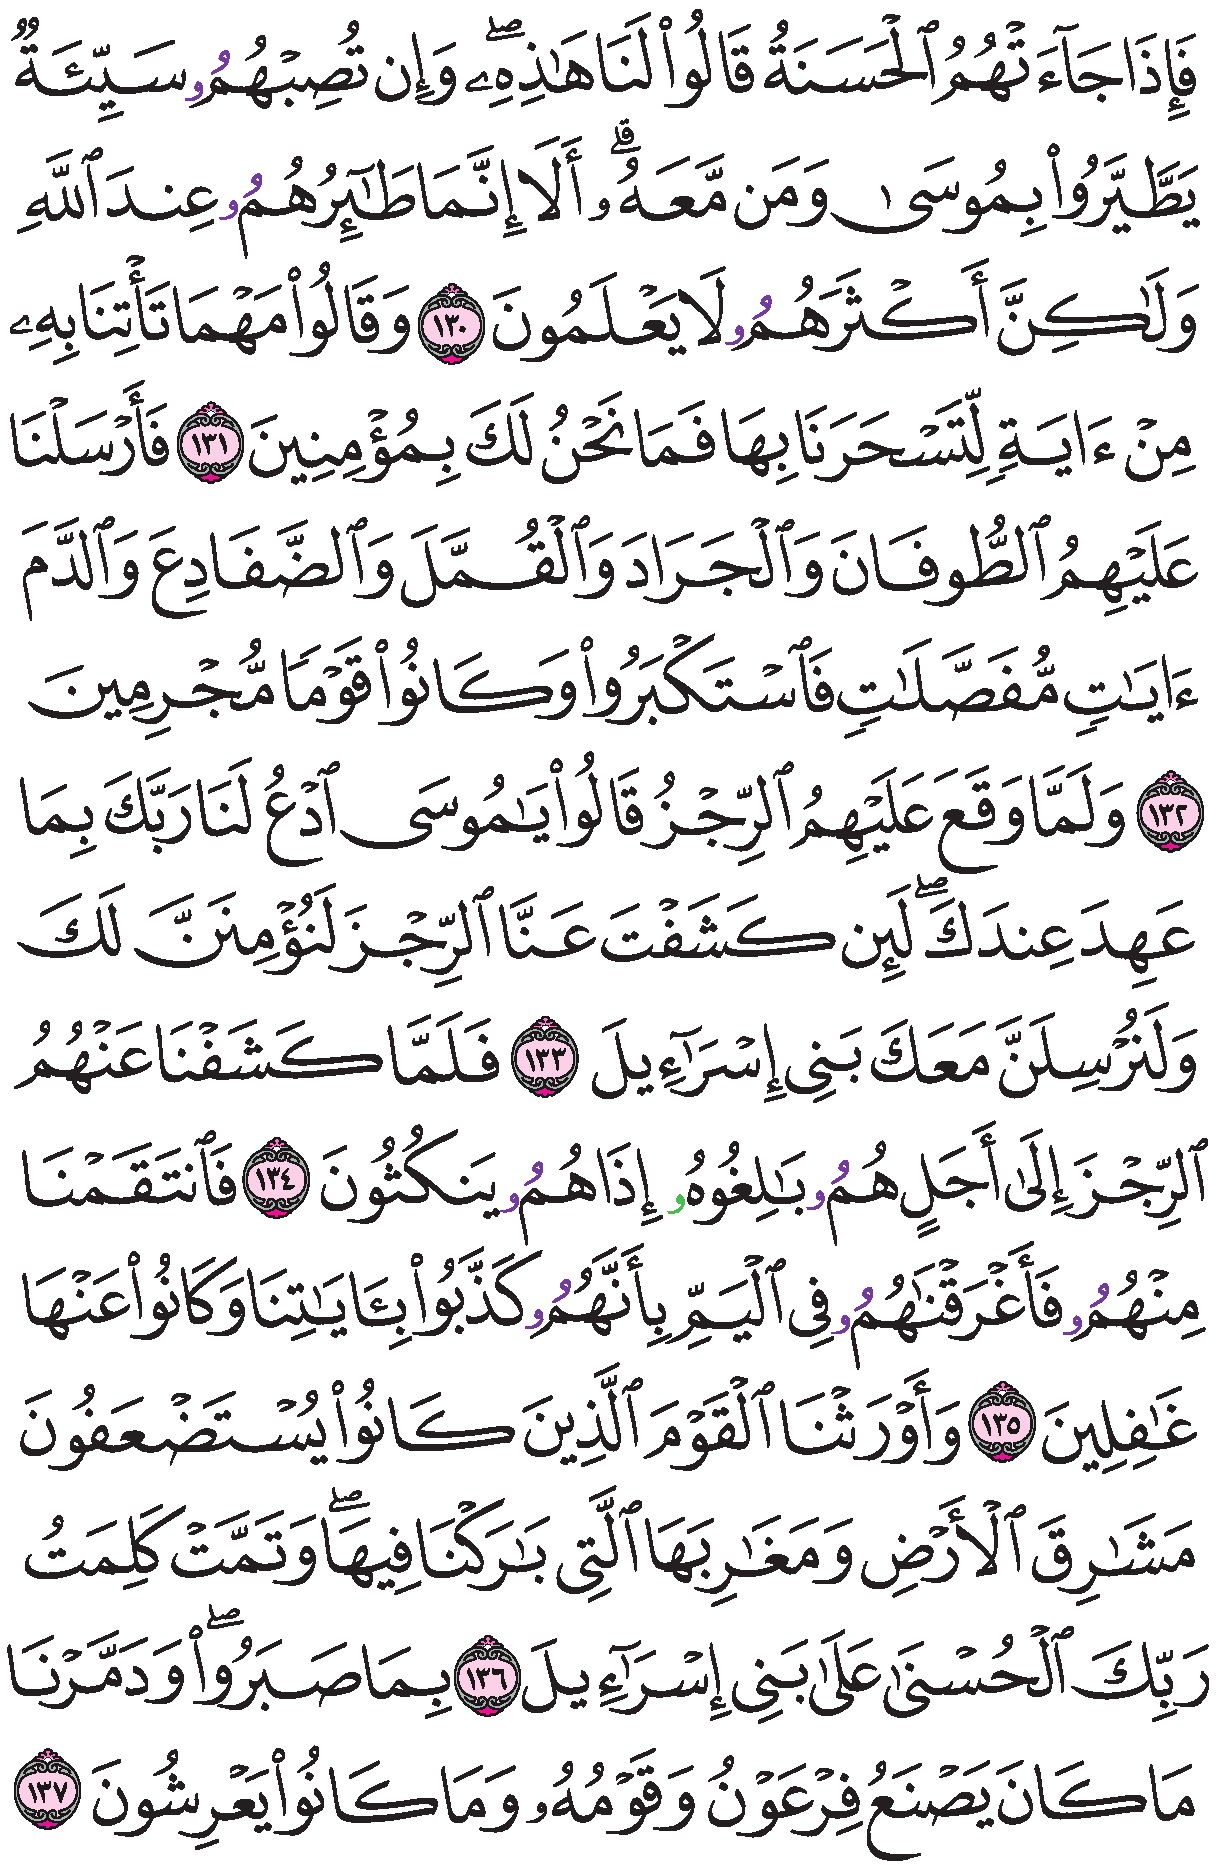 فَإِذَا جَآءَتْهُمُ ٱلْحَسَنَةُ قَالُوا۟ لَنَا هَـٰذِهِۦۖ وَإِن تُصِبْهُمُۥ سَيِّئَةٌۭ
يَطَّيَّرُوا۟ بِمُوسَىٰ وَمَن مَّعَهُۥٓۗ أَلَآ إِنَّمَا طَـٰٓئِرُهُمُۥ عِندَ ٱللَّهِ
وَلَـٰكِنَّ أَكْثَرَهُمُۥ لَا يَعْلَمُونَ ١٣٠ وَقَالُوا۟ مَهْمَا تَأْتِنَا بِهِۦ
مِنْ ءَايَةٍۢ لِّتَسْحَرَنَا بِهَا فَمَا نَحْنُ لَكَ بِمُؤْمِنِينَ ١٣١ فَأَرْسَلْنَا
عَلَيْهِمُ ٱلطُّوفَانَ وَٱلْجَرَادَ وَٱلْقُمَّلَ وَٱلضَّفَادِعَ وَٱلدَّمَ
ءَايَـٰتٍۢ مُّفَصَّلَـٰتٍۢ فَٱسْتَكْبَرُوا۟ وَكَانُوا۟ قَوْمًۭا مُّجْرِمِينَ
١٣٢ وَلَمَّا وَقَعَ عَلَيْهِمُ ٱلرِّجْزُ قَالُوا۟ يَـٰمُوسَى ٱدْعُ لَنَا رَبَّكَ بِمَا
عَهِدَ عِندَكَۖ لَئِن كَشَفْتَ عَنَّا ٱلرِّجْزَ لَنُؤْمِنَنَّ لَكَ
وَلَنُرْسِلَنَّ مَعَكَ بَنِى إِسْرَٰٓءِيلَ ١٣٣ فَلَمَّا كَشَفْنَا عَنْهُمُ
ٱلرِّجْزَ إِلَىٰ أَجَلٍ هُمُۥ بَـٰلِغُوهُۥ إِذَا هُمُۥ يَنكُثُونَ ١٣٤ فَٱنتَقَمْنَا
مِنْهُمُۥ فَأَغْرَقْنَـٰهُمُۥ فِى ٱلْيَمِّ بِأَنَّهُمُۥ كَذَّبُوا۟ بِـَٔايَـٰتِنَا وَكَانُوا۟ عَنْهَا
غَـٰفِلِينَ ١٣٥ وَأَوْرَثْنَا ٱلْقَوْمَ ٱلَّذِينَ كَانُوا۟ يُسْتَضْعَفُونَ
مَشَـٰرِقَ ٱلْأَرْضِ وَمَغَـٰرِبَهَا ٱلَّتِى بَـٰرَكْنَا فِيهَاۖ وَتَمَّتْ كَلِمَتُ
رَبِّكَ ٱلْحُسْنَىٰ عَلَىٰ بَنِى إِسْرَٰٓءِيلَ ١٣٦ بِمَا صَبَرُوا۟ۖ وَدَمَّرْنَا
مَا كَانَ يَصْنَعُ فِرْعَوْنُ وَقَوْمُهُۥ وَمَا كَانُوا۟ يَعْرِشُونَ ١٣٧